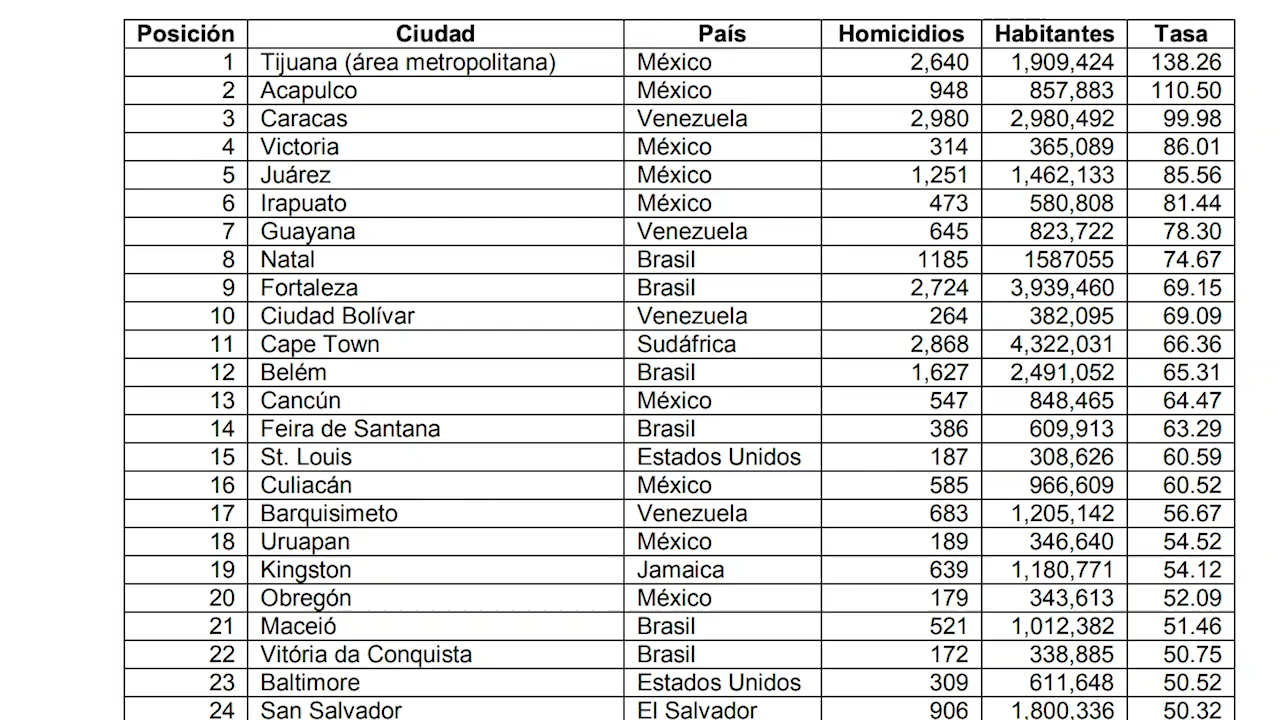 Posición Ciudad País Homicidios Habitantes Tasa
1 Tijuana (área metropolitana) México 2,640 1,909,424 138.26
2 Acapulco México 948 857,883 110.50
3 Caracas Venezuela 2,980 2,980,492 99.98
4 Victoria México 314 365,089 86.01
5 Juárez México 1,251 1,462,133 85.56
6 Irapuato México 473 580,808 81.44
7 Guayana Venezuela 645 823,722 78.30
8 Natal Brasil 1185 1587055 74.67
9 Fortaleza Brasil 2,724 3,939,460 69.15
10 Ciudad Bolívar Venezuela 264 382,095 69.09
11 Cape Town Sudáfrica 2,868 4,322,031 66.36
12 Belém Brasil 1,627 2,491,052 65.31
13 Cancún México 547 848,465 64.47
14 Feira de Santana Brasil 386 609,913 63.29
15 St. Louis Estados Unidos 187 308,626 60.59
16 Culiacán México 585 966,609 60.52
17 Barquisimeto Venezuela 683 1,205,142 56.67
18 Uruapan México 189 346,640 54.52
19 Kingston Jamaica 639 1,180,771 54.12
20 Obregón México 179 343,613 52.09
21 Maceió Brasil 521 1,012,382 51.46
22 Vitória da Conquista Brasil 172 338,885 50.75
23 Baltimore Estados Unidos 309 611,648 50.52
24 San Salvador El Salvador 906 1,800,336 50.32